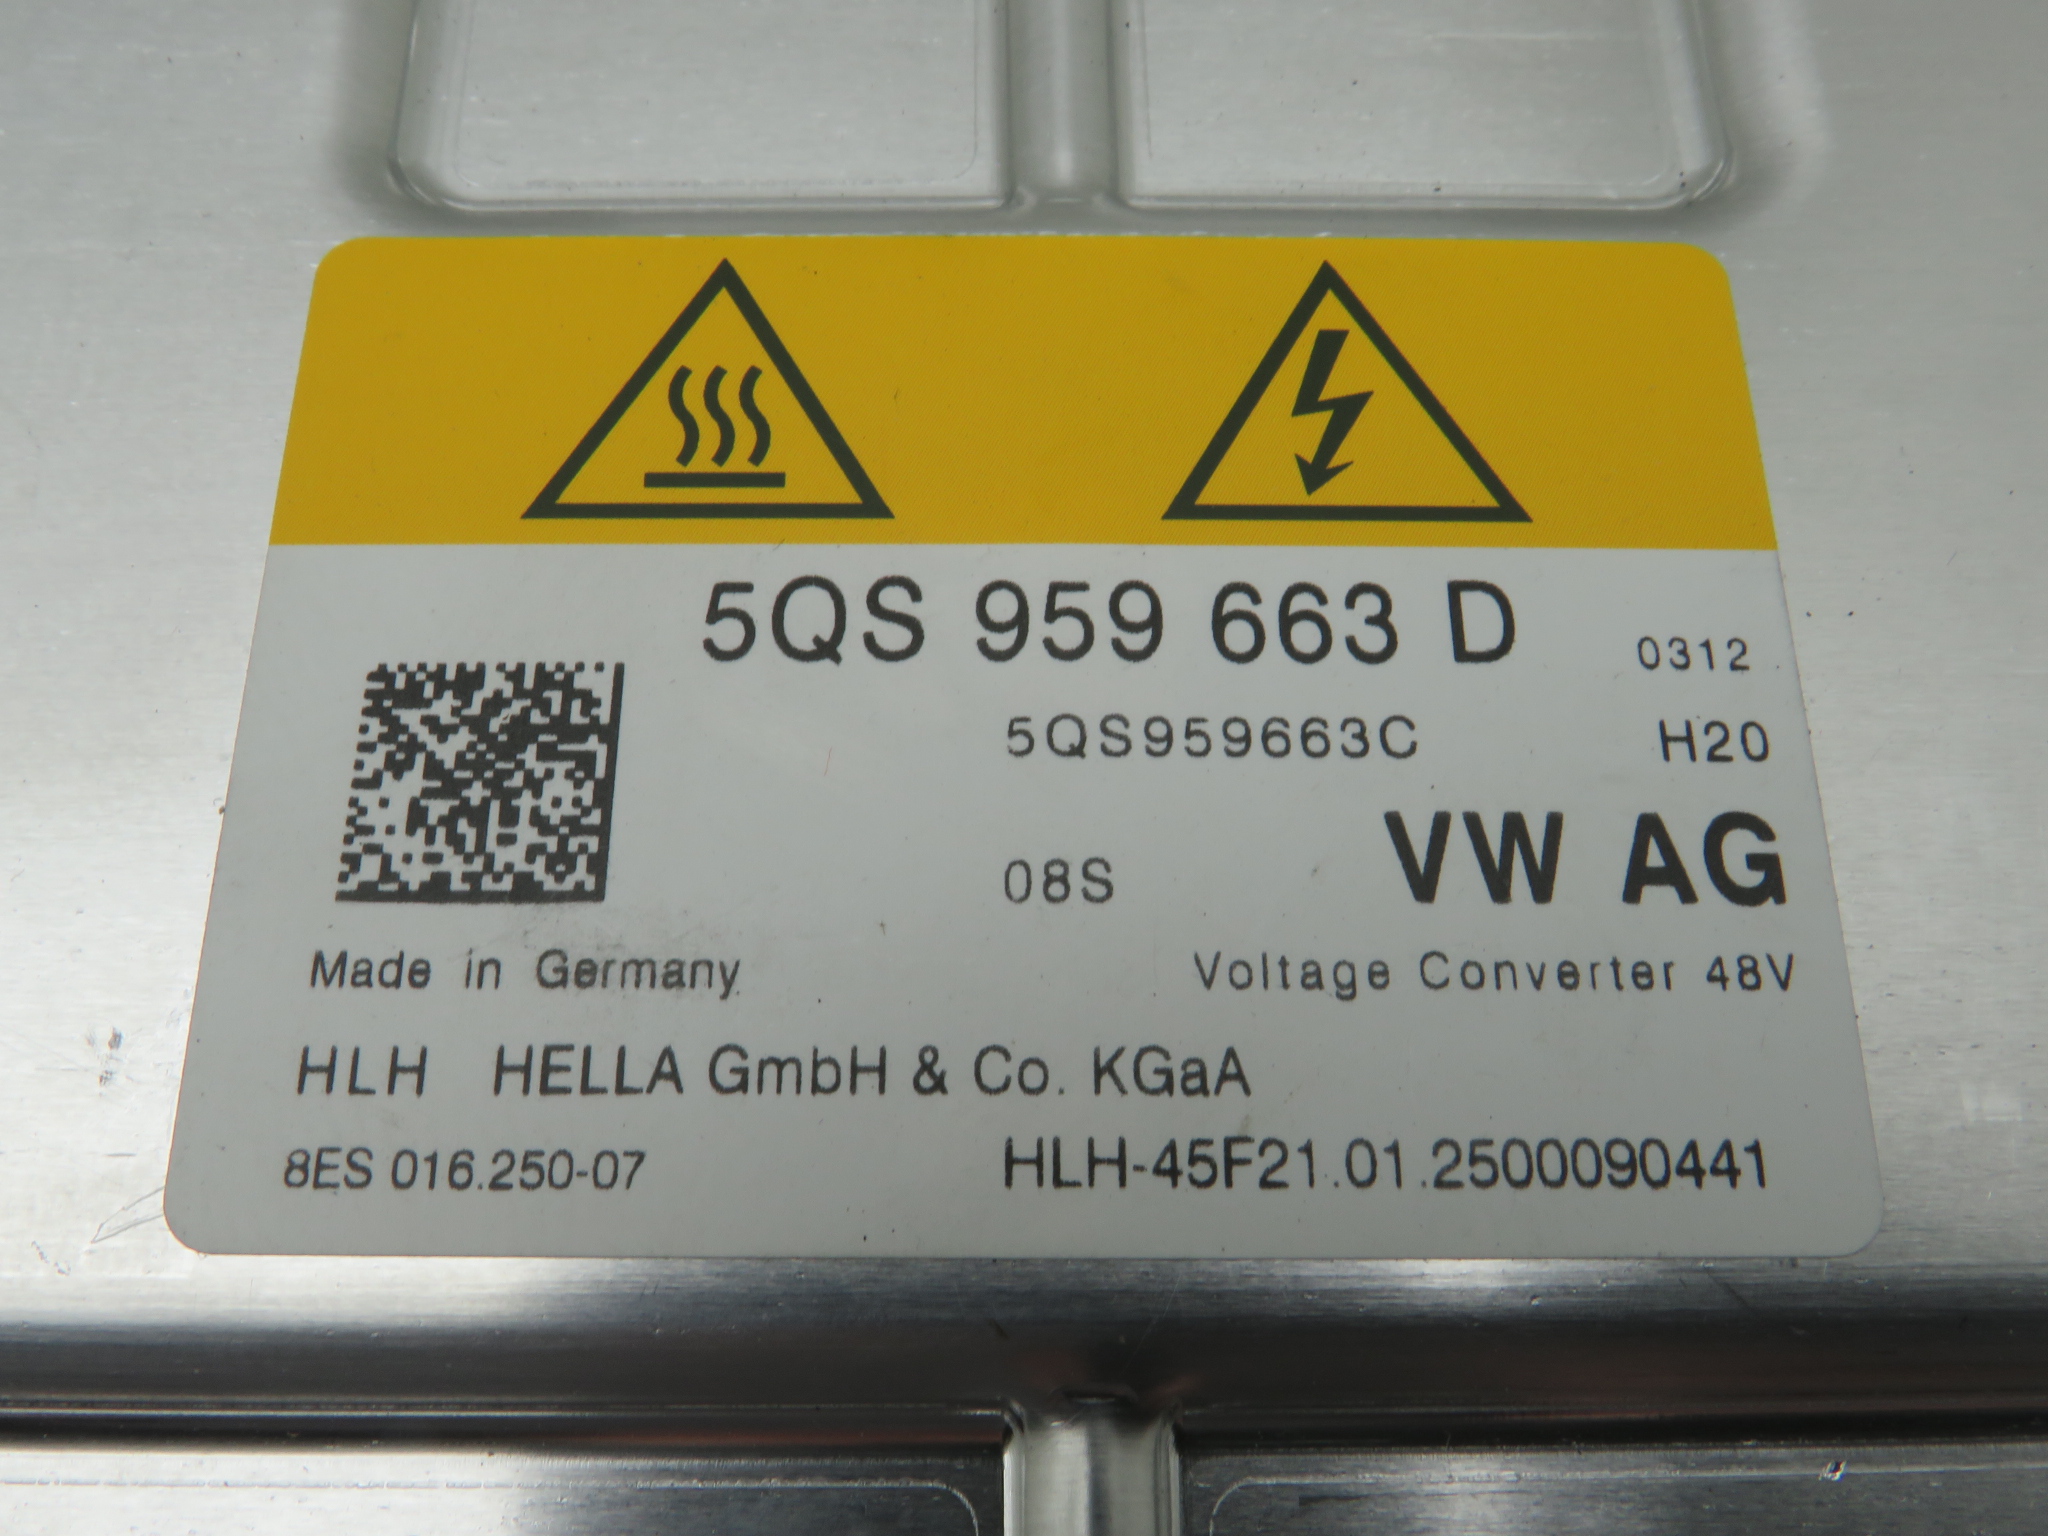 5QS 959 663 D 0312
5QS959663C H20
08S VW AG
Made in Germany Voltage Converter 48V
HLH HELLA GmbH & Co. KGaA
8ES 016.250-07 HLH-45F21.01.2500090441